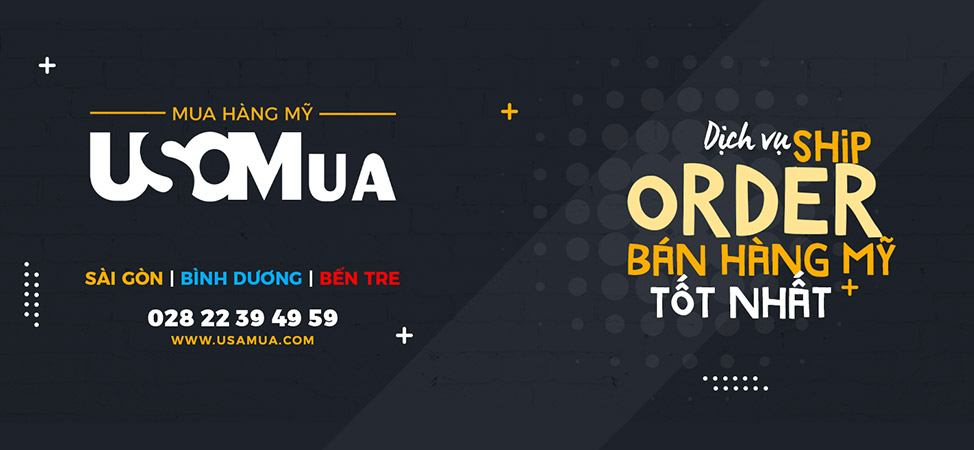 MUA HÀNG MỸ
USAMUA
SÀI GÒN | BÌNH DƯƠNG | BẾN TRE
028 22 39 49 59
WWW.USAMUA.COM
Dịch vụ SHiP
ORDER
BÁN HÀNG MỸ
TỐT NHẤT